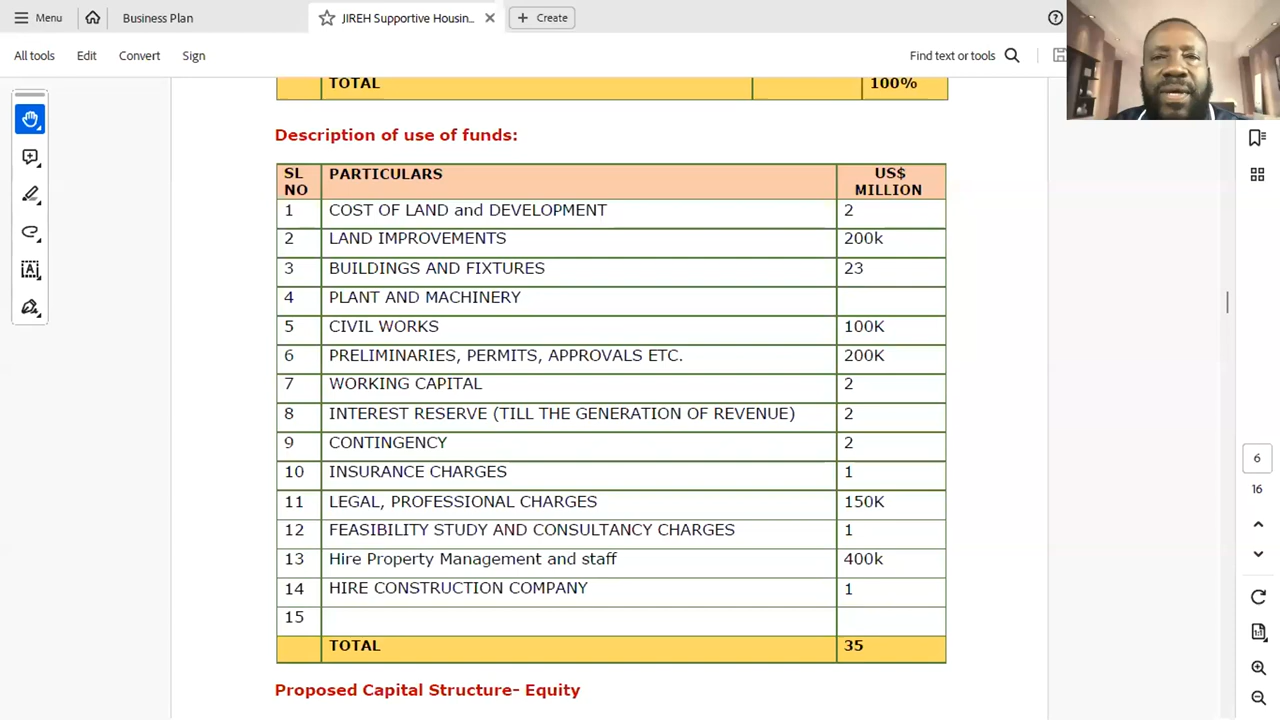 Menu
Business Plan
JIREH Supportive Housin...
Create
All tools
Edit
Convert
Sign
Find text or tools
TOTAL 100%
Description of use of funds:
SL NO PARTICULARS US$ MILLION
1 COST OF LAND and DEVELOPMENT 2
2 LAND IMPROVEMENTS 200k
3 BUILDINGS AND FIXTURES 23
4 PLANT AND MACHINERY
5 CIVIL WORKS 100K
6 PRELIMINARIES, PERMITS, APPROVALS ETC. 200K
7 WORKING CAPITAL 2
8 INTEREST RESERVE (TILL THE GENERATION OF REVENUE) 2
9 CONTINGENCY 2
10 INSURANCE CHARGES 1
11 LEGAL, PROFESSIONAL CHARGES 150K
12 FEASIBILITY STUDY AND CONSULTANCY CHARGES 1
13 Hire Property Management and staff 400k
14 HIRE CONSTRUCTION COMPANY 1
15
TOTAL 35
Proposed Capital Structure- Equity
6
16